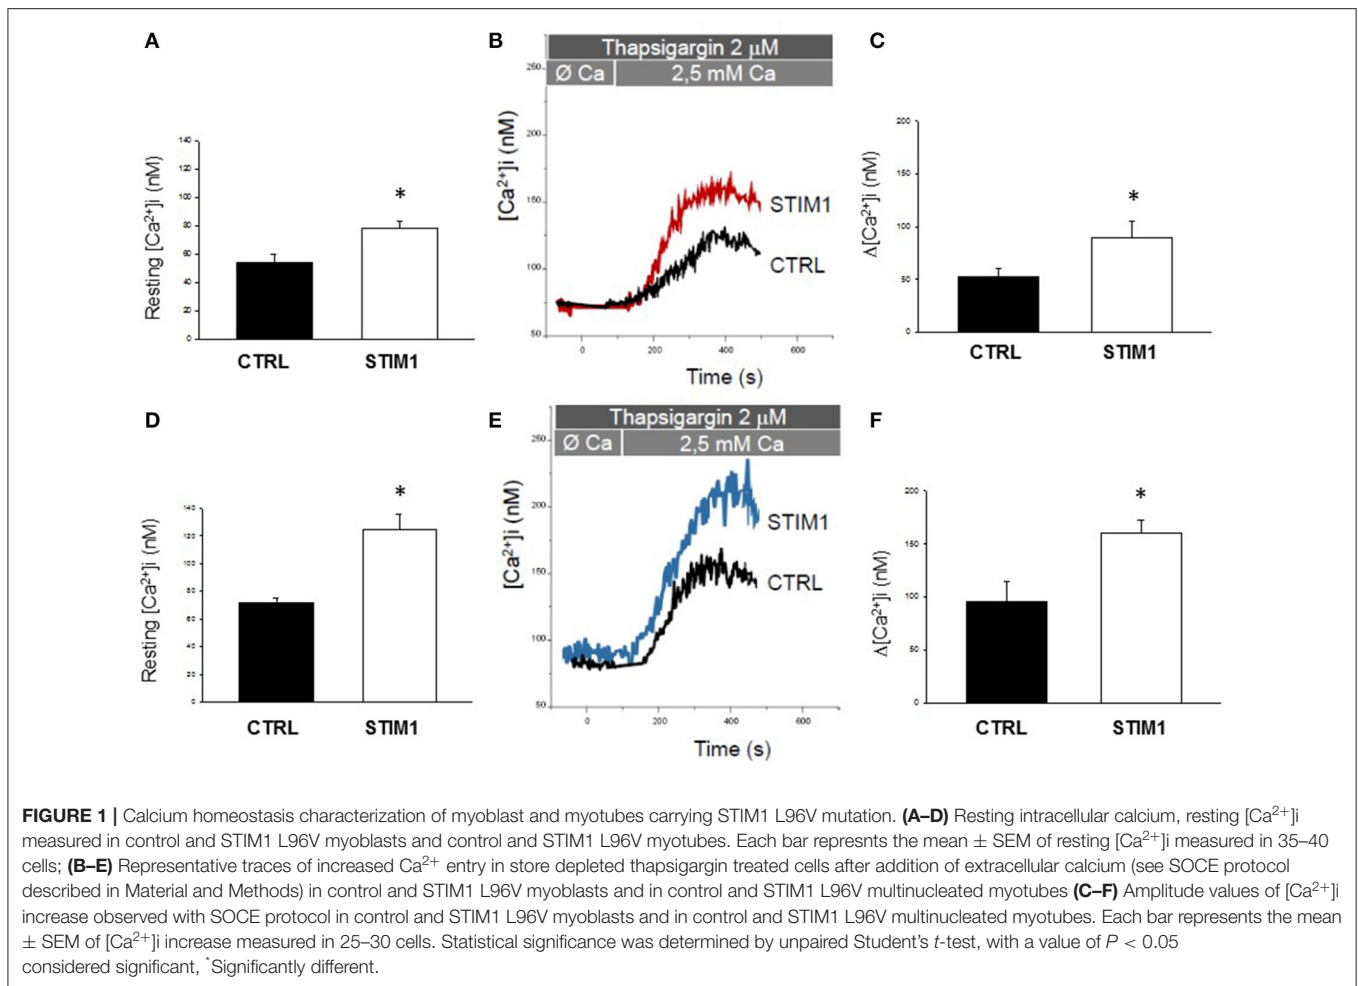 A
140
120
100
80
60
40
20
0
Resting [Ca²⁺]i (nM)
*
CTRL
STIM1
B
Thapsigargin 2 μM
Ø Ca
2,5 mM Ca
250
200
150
100
50
[Ca²⁺]i (nM)
STIM1
CTRL
0
200
400
600
Time (s)
C
200
150
100
50
0
Δ[Ca²⁺]i (nM)
*
CTRL
STIM1
D
140
120
100
80
60
40
20
0
Resting [Ca²⁺]i (nM)
*
CTRL
STIM1
E
Thapsigargin 2 μM
Ø Ca
2,5 mM Ca
250
200
150
100
50
[Ca²⁺]i (nM)
STIM1
CTRL
0
200
400
600
Time (s)
F
200
150
100
50
0
Δ[Ca²⁺]i (nM)
*
CTRL
STIM1
FIGURE 1 | Calcium homeostasis characterization of myoblast and myotubes carrying STIM1 L96V mutation. (A–D) Resting intracellular calcium, resting [Ca²⁺]i
measured in control and STIM1 L96V myoblasts and control and STIM1 L96V myotubes. Each bar reprents the mean ± SEM of resting [Ca²⁺]i measured in 35–40
cells; (B–E) Representative traces of increased Ca²⁺ entry in store depleted thapsigargin treated cells after addition of extracellular calcium (see SOCE protocol
described in Material and Methods) in control and STIM1 L96V myoblasts and in control and STIM1 L96V multinucleated myotubes (C–F) Amplitude values of [Ca²⁺]i
increase observed with SOCE protocol in control and STIM1 L96V myoblasts and in control and STIM1 L96V multinucleated myotubes. Each bar represents the mean
± SEM of [Ca²⁺]i increase measured in 25–30 cells. Statistical significance was determined by unpaired Student's t-test, with a value of P < 0.05
considered significant, *Significantly different.